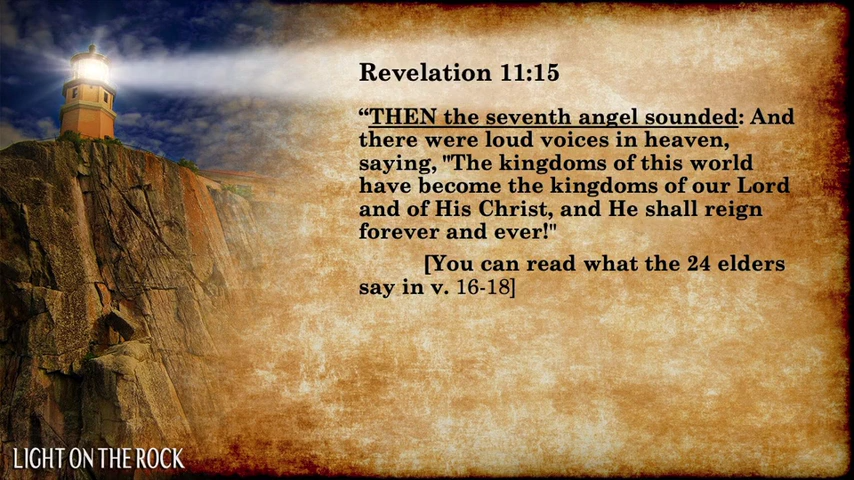 Revelation 11:15
“THEN the seventh angel sounded: And
there were loud voices in heaven,
saying, "The kingdoms of this world
have become the kingdoms of our Lord
and of His Christ, and He shall reign
forever and ever!"
[You can read what the 24 elders
say in v. 16-18]
LIGHT ON THE ROCK